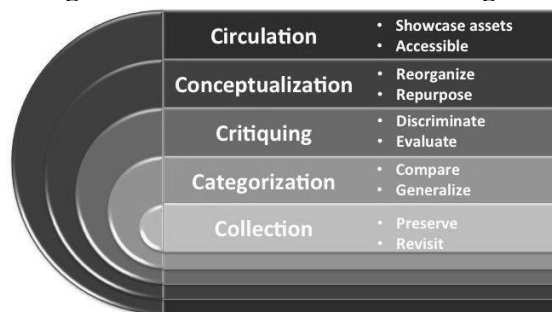 Circulation
• Showcase assets
• Accessible
Conceptualization
• Reorganize
• Repurpose
Critiquing
• Discriminate
• Evaluate
Categorization
• Compare
• Generalize
Collection
• Preserve
• Revisit